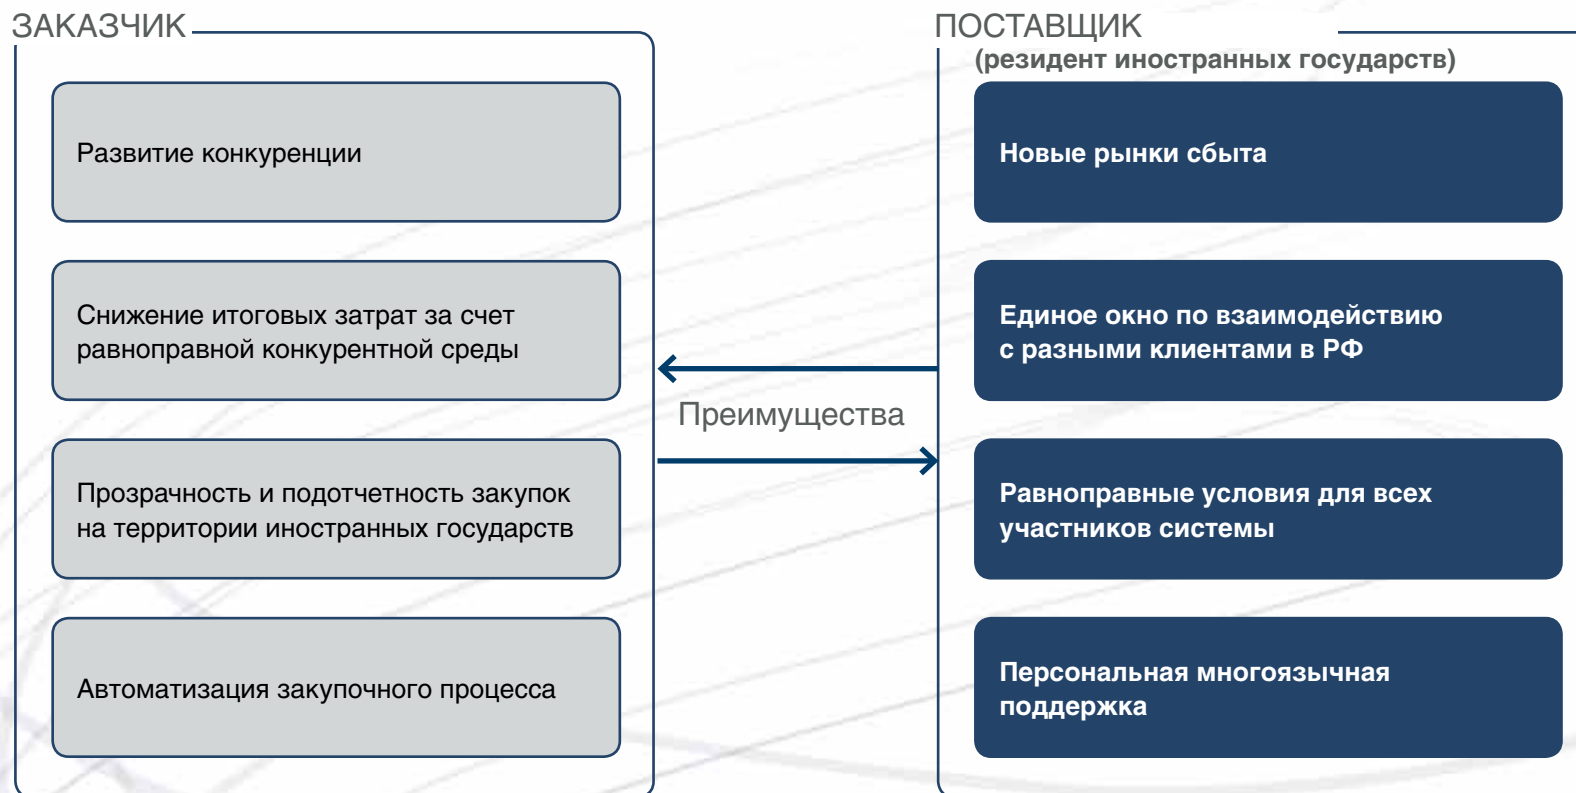 ЗАКАЗЧИК
Развитие конкуренции
Снижение итоговых затрат за счет
равноправной конкурентной среды
Прозрачность и подотчетность закупок
на территории иностранных государств
Автоматизация закупочного процесса
Преимущества
ПОСТАВЩИК
(резидент иностранных государств)
Новые рынки сбыта
Единое окно по взаимодействию
с разными клиентами в РФ
Равноправные условия для всех
участников системы
Персональная многоязычная
поддержка